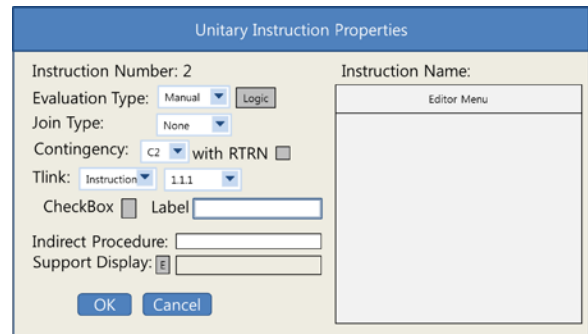 Unitary Instruction Properties
Instruction Number: 2
Evaluation Type: Manual Logic
Join Type: None
Contingency: C2 with RTRN
Tlink: Instruction 1.1.1
CheckBox Label
Indirect Procedure:
Support Display: E
OK Cancel
Instruction Name:
Editor Menu